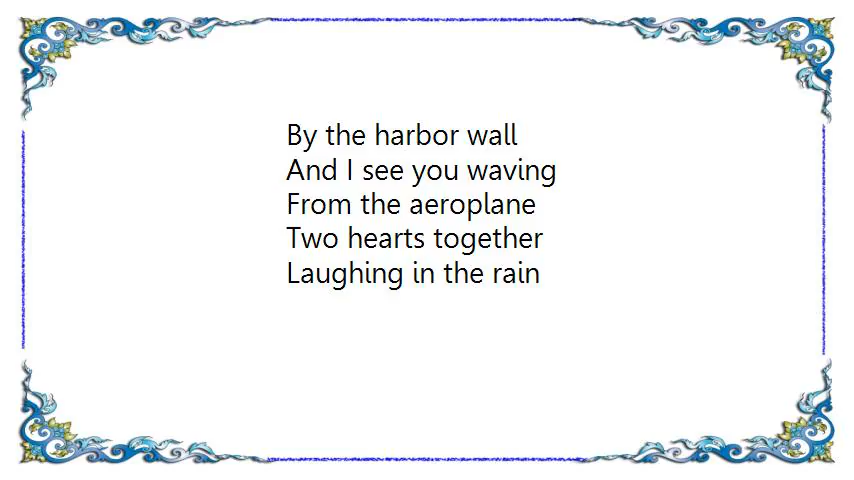 By the harbor wall
And I see you waving
From the aeroplane
Two hearts together
Laughing in the rain